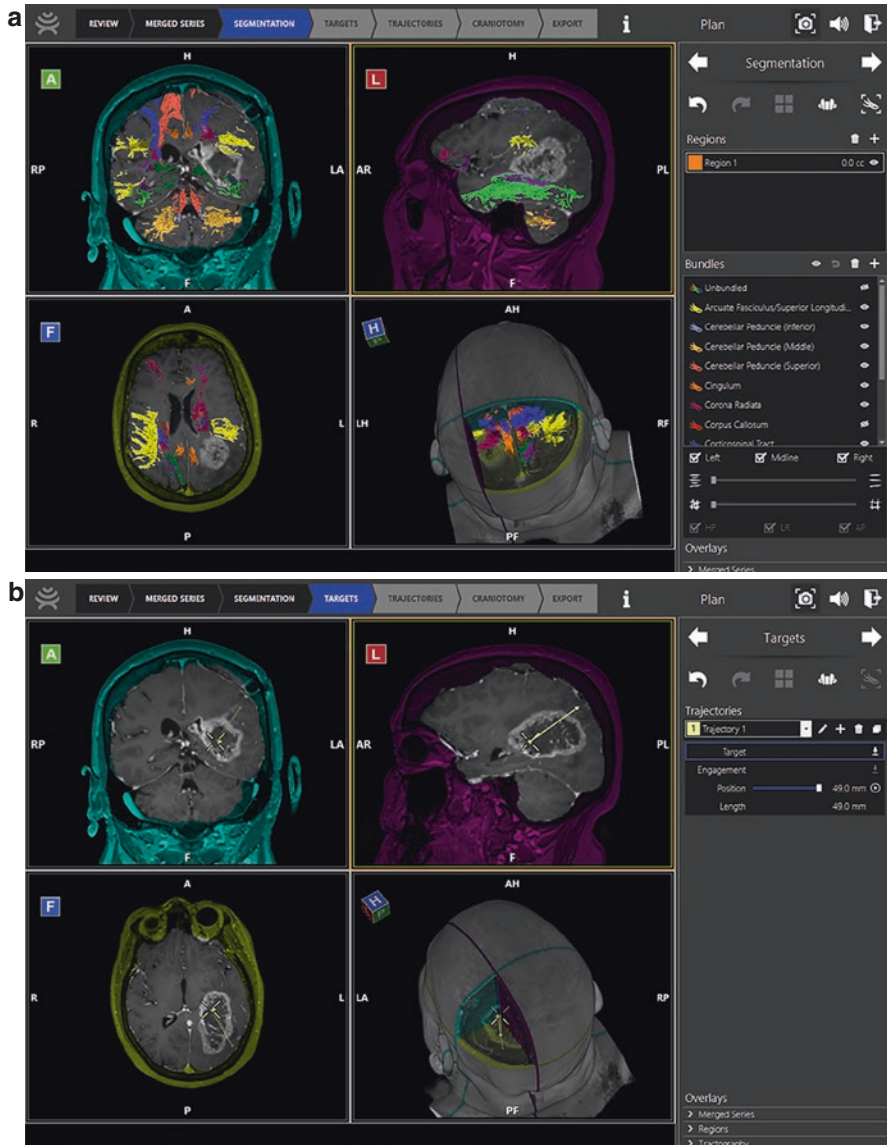 a
REVIEW MERGED SERIES SEGMENTATION TARGETS TRAJECTORIES CRANIOTOMY EXPORT i Plan
H
A
RP
LA
F
H
L
AR
PL
F
A
F
R
L
P
AH
H
LH
RF
PF
Segmentation
Regions
Region 1 0.0 cc
Bundles
Unbundled
Arcuate Fasciculus/Superior Longitudi...
Cerebellar Peduncle (Inferior)
Cerebellar Peduncle (Middle)
Cerebellar Peduncle (Superior)
Cingulum
Corona Radiata
Corpus Callosum
Corticospinal Tract
Left Midline Right
HF LR AP
Overlays
> Merged Series
b
REVIEW MERGED SERIES SEGMENTATION TARGETS TRAJECTORIES CRANIOTOMY EXPORT i Plan
H
A
RP
LA
F
H
L
AR
PL
F
A
F
R
L
P
AH
H
P
LA
RP
PF
Targets
Trajectories
1 Trajectory 1
Target
Engagement
Position 49.0 mm
Length 49.0 mm
Overlays
> Merged Series
> Regions
> Tractography